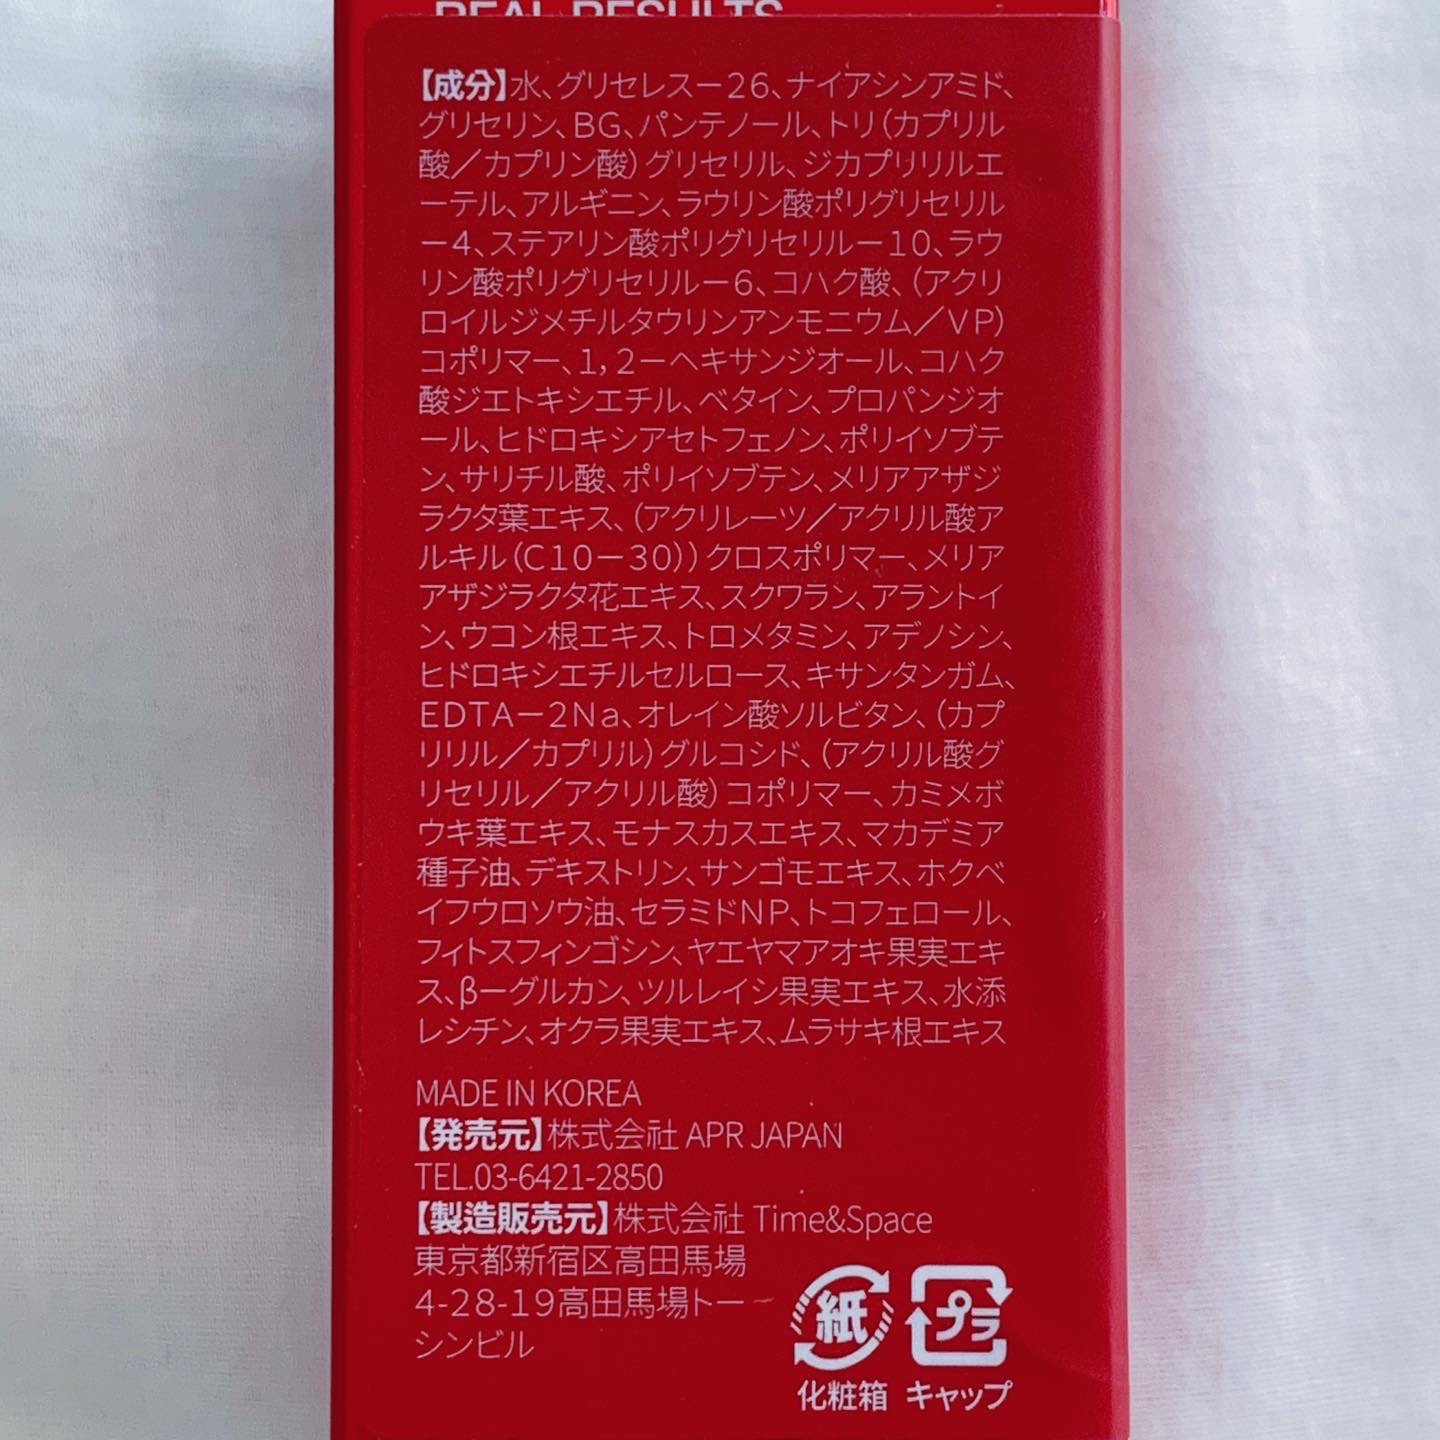 REAL RESULTS
【成分】水、グリセレスー26、ナイアシンアミド、
グリセリン、BG、パンテノール、トリ(カプリル
酸/カプリン酸)グリセリル、ジカプリリルエ
ーテル、アルギニン、ラウリン酸ポリグリセリル
ー4、ステアリン酸ポリグリセリルー10、ラウ
リン酸ポリグリセリルー6、コハク酸、(アクリ
ロイルジメチルタウリンアンモニウム/VP)
コポリマー、1,2-ヘキサンジオール、コハク
酸ジエトキシエチル、ベタイン、プロパンジオ
ール、ヒドロキシアセトフェノン、ポリイソブテ
ン、サリチル酸、ポリイソブテン、メリアアザジ
ラクタ葉エキス、(アクリレーツ/アクリル酸ア
ルキル(C10-30))クロスポリマー、メリア
アザジラクタ花エキス、スクワラン、アラントイ
ン、ウコン根エキス、トロメタミン、アデノシン、
ヒドロキシエチルセルロース、キサンタンガム、
EDTA-2Na、オレイン酸ソルビタン、(カプ
リリル/カプリル)グルコシド、(アクリル酸グ
リセリル/アクリル酸)コポリマー、カミメボ
ウキ葉エキス、モナスカスエキス、マカデミア
種子油、デキストリン、サンゴモエキス、ホクベ
イフウロソウ油、セラミドNP、トコフェロール、
フィトスフィンゴシン、ヤエヤマアオキ果実エキ
ス、β-グルカン、ツルレイシ果実エキス、水添
レシチン、オクラ果実エキス、ムラサキ根エキス
MADE IN KOREA
【発売元】株式会社 APR JAPAN
TEL.03-6421-2850
【製造販売元】株式会社 Time&Space
東京都新宿区高田馬場
4-28-19高田馬場トー
シンビル
紙 プラ
化粧箱 キャップ